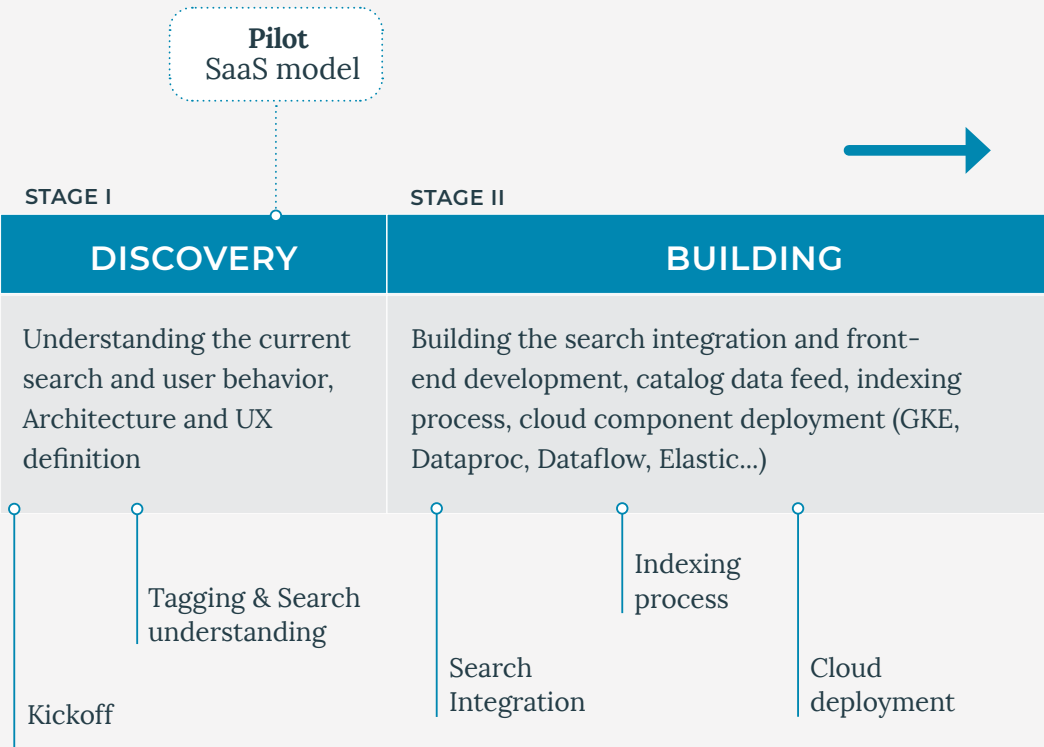 Pilot
SaaS model
STAGE I
STAGE II
DISCOVERY
BUILDING
Understanding the current
search and user behavior,
Architecture and UX
definition
Building the search integration and front-
end development, catalog data feed, indexing
process, cloud component deployment (GKE,
Dataproc, Dataflow, Elastic...)
Kickoff
Tagging & Search
understanding
Search
Integration
Indexing
process
Cloud
deployment